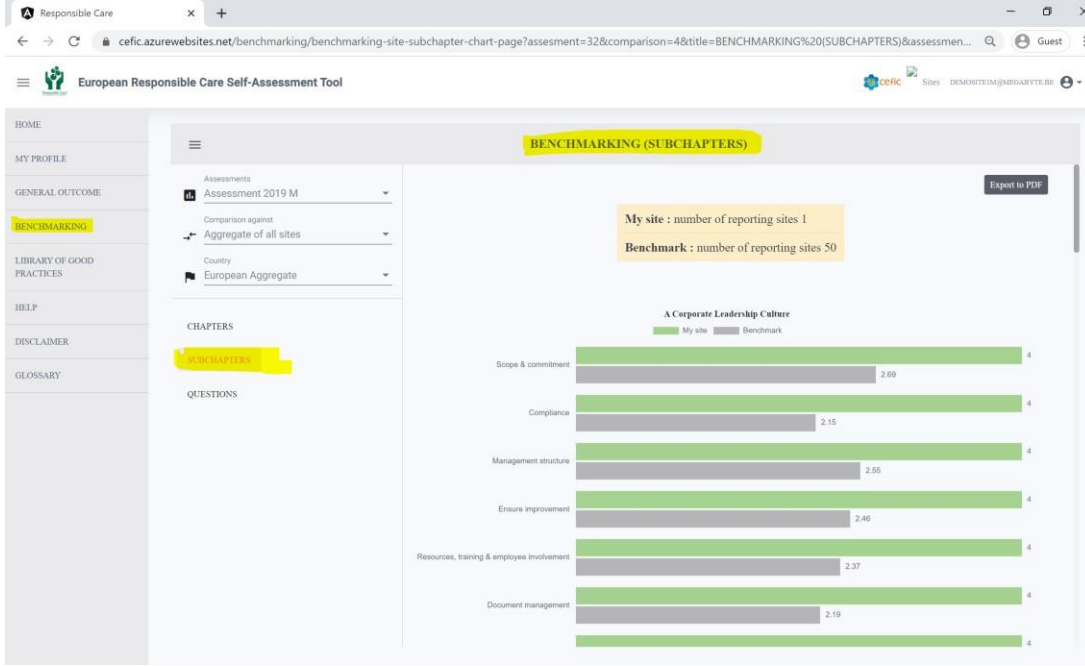 Responsible Care
cefic.azurewebsites.net/benchmarking/benchmarking-site-subchapter-chart-page?assesment=32&comparison=4&title=BENCHMARKING%20(SUBCHAPTERS)&assessmen...
Guest
European Responsible Care Self-Assessment Tool
cefic
Sites
DEMOSITE1M@MEGABYTE.BE
HOME
MY PROFILE
GENERAL OUTCOME
BENCHMARKING
LIBRARY OF GOOD
PRACTICES
HELP
DISCLAIMER
GLOSSARY
BENCHMARKING (SUBCHAPTERS)
Assessments
Assessment 2019 M
Comparison against
Aggregate of all sites
Country
European Aggregate
CHAPTERS
SUBCHAPTERS
QUESTIONS
Export to PDF
My site : number of reporting sites 1
Benchmark : number of reporting sites 50
A Corporate Leadership Culture
My site Benchmark
Scope & commitment
4
2.69
Compliance
4
2.15
Management structure
4
2.55
Ensure improvement
4
2.46
Resources, training & employee involvement
4
2.37
Document management
4
2.19
4